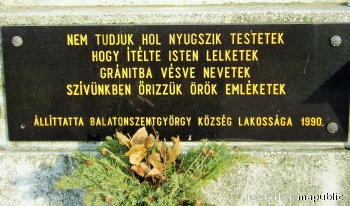 NEM TUDJUK HOL NYUGSZIK TESTETEK
HOGY ÍTÉLTE ISTEN LELKETEK
GRÁNITBA VÉSVE NEVETEK
SZÍVÜNKBEN ŐRIZZÜK ÖRÖK EMLÉKETEK
ÁLLÍTTATTA BALATONSZENTGYÖRGY KÖZSÉG LAKOSSÁGA 1990.
mapublic